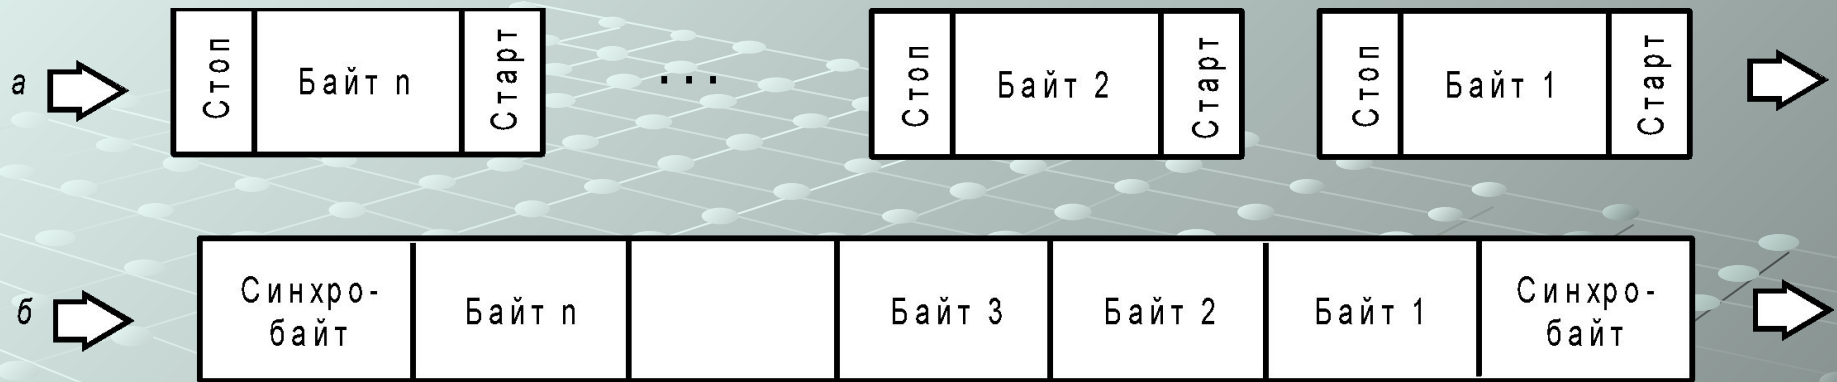 а
Стоп
Байт n
Старт
...
Стоп
Байт 2
Старт
Стоп
Байт 1
Старт
б
Синхро-
байт
Байт n
Байт 3
Байт 2
Байт 1
Синхро-
байт